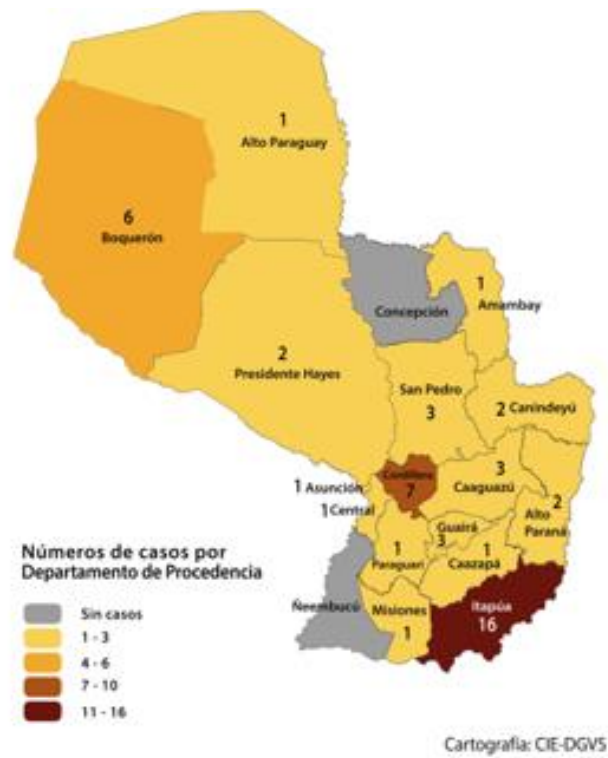 1
Alto Paraguay
6
Boquerón
Concepción
1
Amambay
2
Presidente Hayes
San Pedro
3
2 Canindeyú
Cordillera
7
3
Caaguazú
1 Asunción
1 Central
2
Alto
Paraná
Guairá
3
1
Paraguarí
1
Caazapá
Ñeembucú
Misiones
1
Itapúa
16
Números de casos por
Departamento de Procedencia
Sin casos
1 - 3
4 - 6
7 - 10
11 - 16
Cartografía: CIE-DGVS